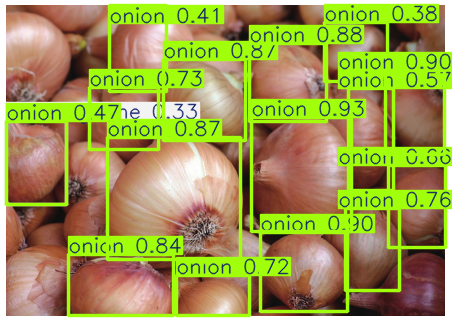 onion 0.41
onion 0.38
onion 0.88
onion 0.87
onion 0.90
onion 0.73
onion 0.57
onion 0.47
0.33
onion 0.93
onion 0.87
onion 0.66
onion 0.76
onion 0.90
onion 0.84
onion 0.72